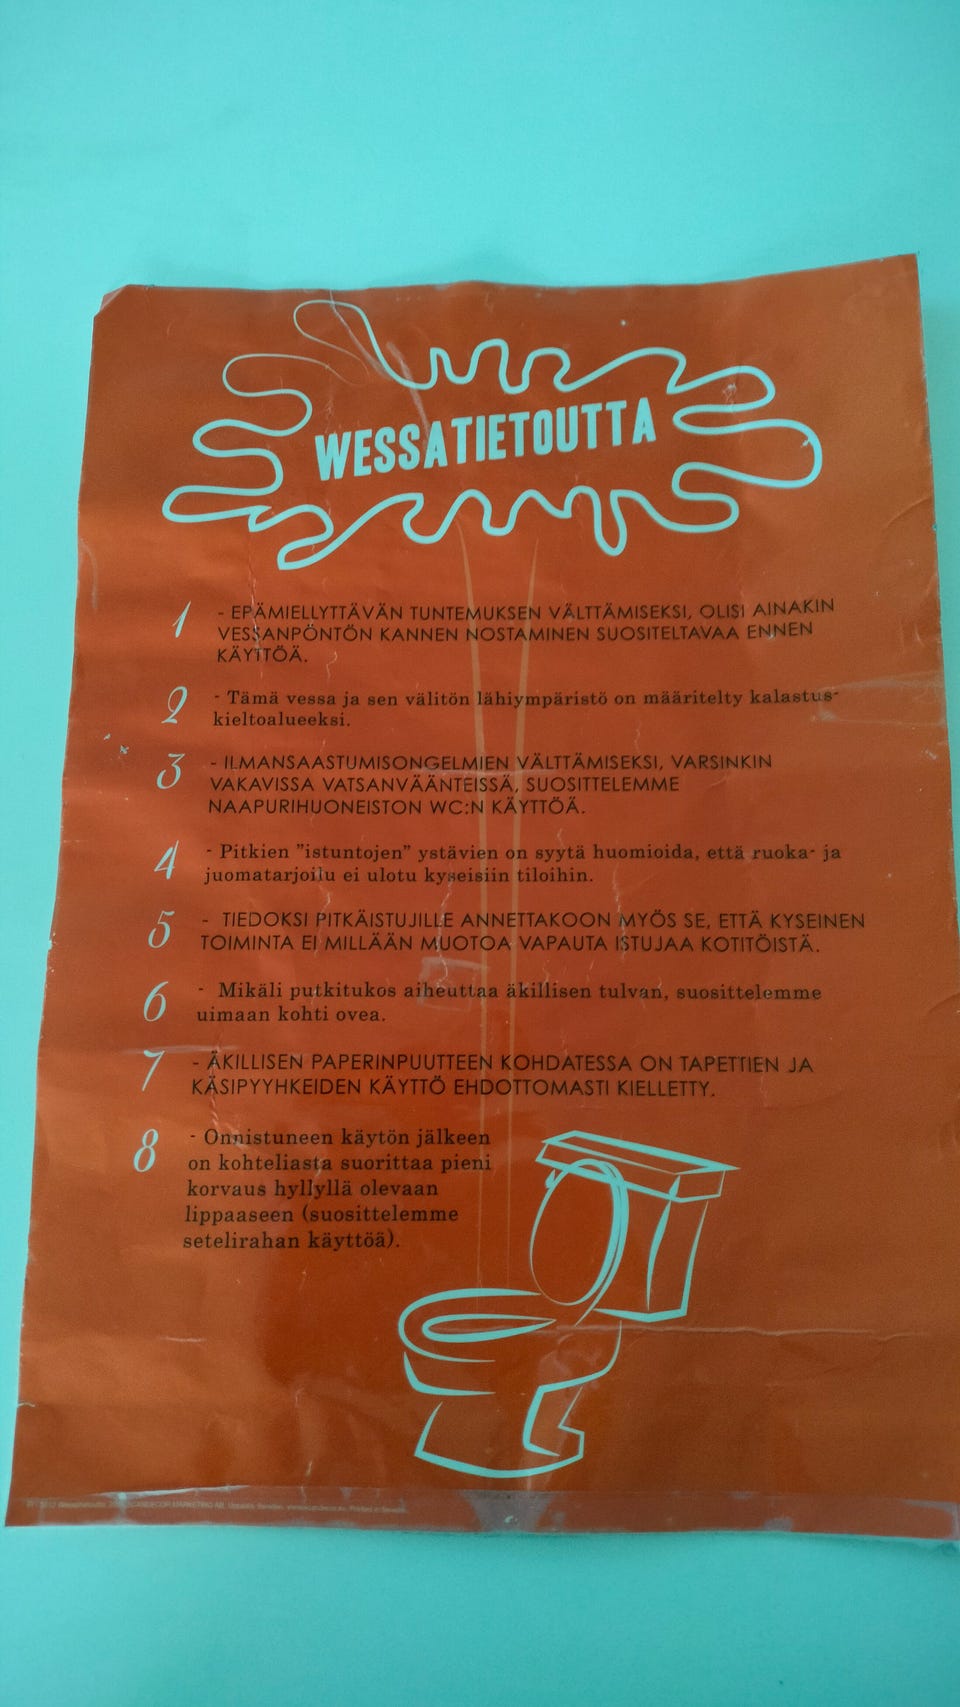 WESSATIETOUTTA
1 - EPÄMIELLYTTÄVÄN TUNTEMUKSEN VÄLTTÄMISEKSI, OLISI AINAKIN
VESSANPÖNTÖN KANNEN NOSTAMINEN SUOSITELTAVAA ENNEN
KÄYTTÖÄ.
2 - Tämä vessa ja sen välitön lähiympäristö on määritelty kalastus-
kieltoalueeksi.
3 - ILMANSAASTUMISONGELMIEN VÄLTTÄMISEKSI, VARSINKIN
VAKAVISSA VATSANVÄÄNTEISSÄ, SUOSITTELEMME
NAAPURIHUONEISTON WC:N KÄYTTÖÄ.
4 - Pitkien "istuntojen" ystävien on syytä huomioida, että ruoka- ja
juomatarjoilu ei ulotu kyseisiin tiloihin.
5 - TIEDOKSI PITKÄISTUJILLE ANNETTAKOON MYÖS SE, ETTÄ KYSEINEN
TOIMINTA EI MILLÄÄN MUOTOA VAPAUTA ISTUJAA KOTITÖISTÄ.
6 - Mikäli putkitukos aiheuttaa äkillisen tulvan, suosittelemme
uimaan kohti ovea.
7 - ÄKILLISEN PAPERINPUUTTEEN KOHDATESSA ON TAPETTIEN JA
KÄSIPYYHKEIDEN KÄYTTÖ EHDOTTOMASTI KIELLETTY.
8 - Onnistuneen käytön jälkeen
on kohteliasta suorittaa pieni
korvaus hyllyllä olevaan
lippaaseen (suosittelemme
setelirahan käyttöä).
SCANDECOR MARKETING AB, Uppsala, Sweden